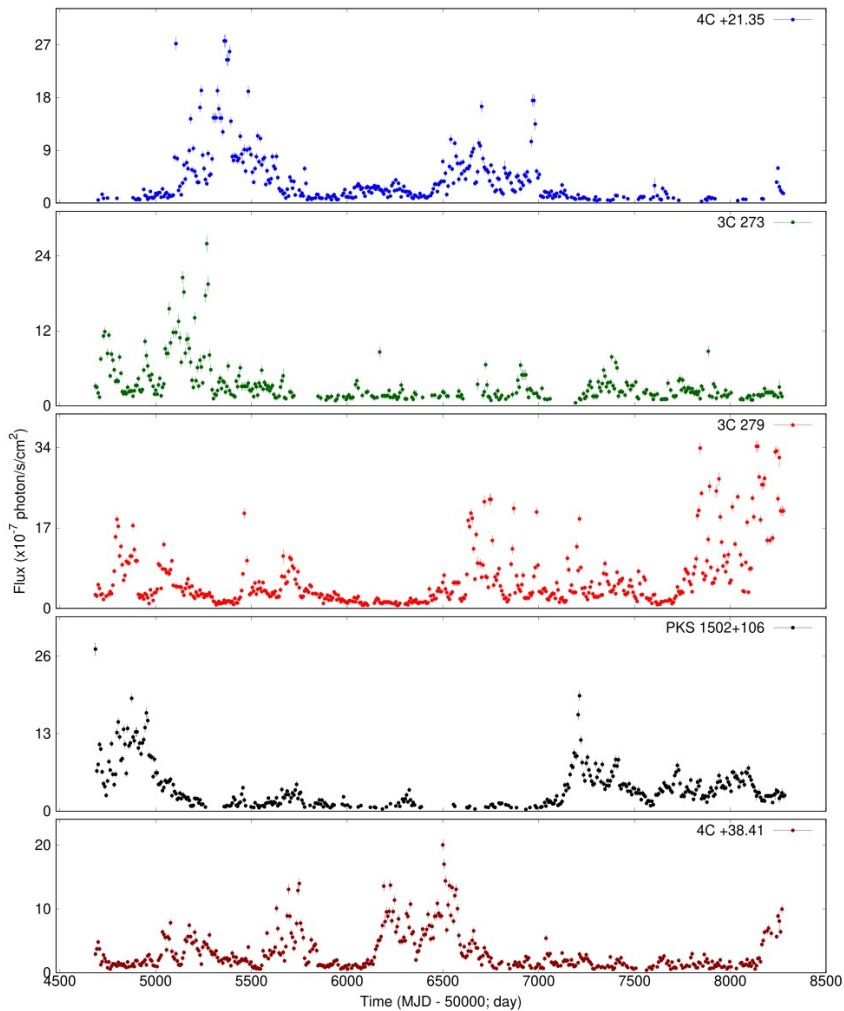 4C +21.35
27
18
9
0
3C 273
24
12
0
3C 279
34
17
0
Flux (x10⁻⁷ photon/s/cm²)
PKS 1502+106
26
13
0
4C +38.41
20
10
0
4500 5000 5500 6000 6500 7000 7500 8000 8500
Time (MJD - 50000; day)